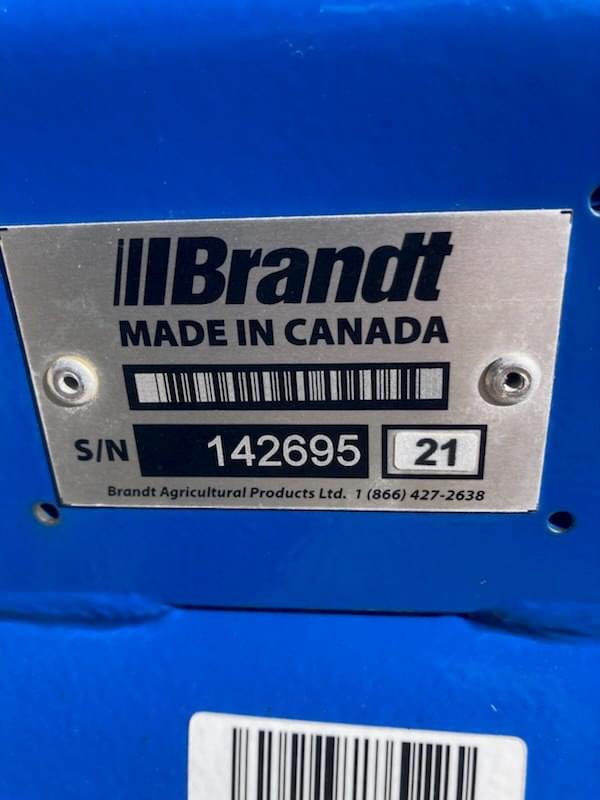 Brandt
MADE IN CANADA
S/N 142695 21
Brandt Agricultural Products Ltd. 1 (866) 427-2638